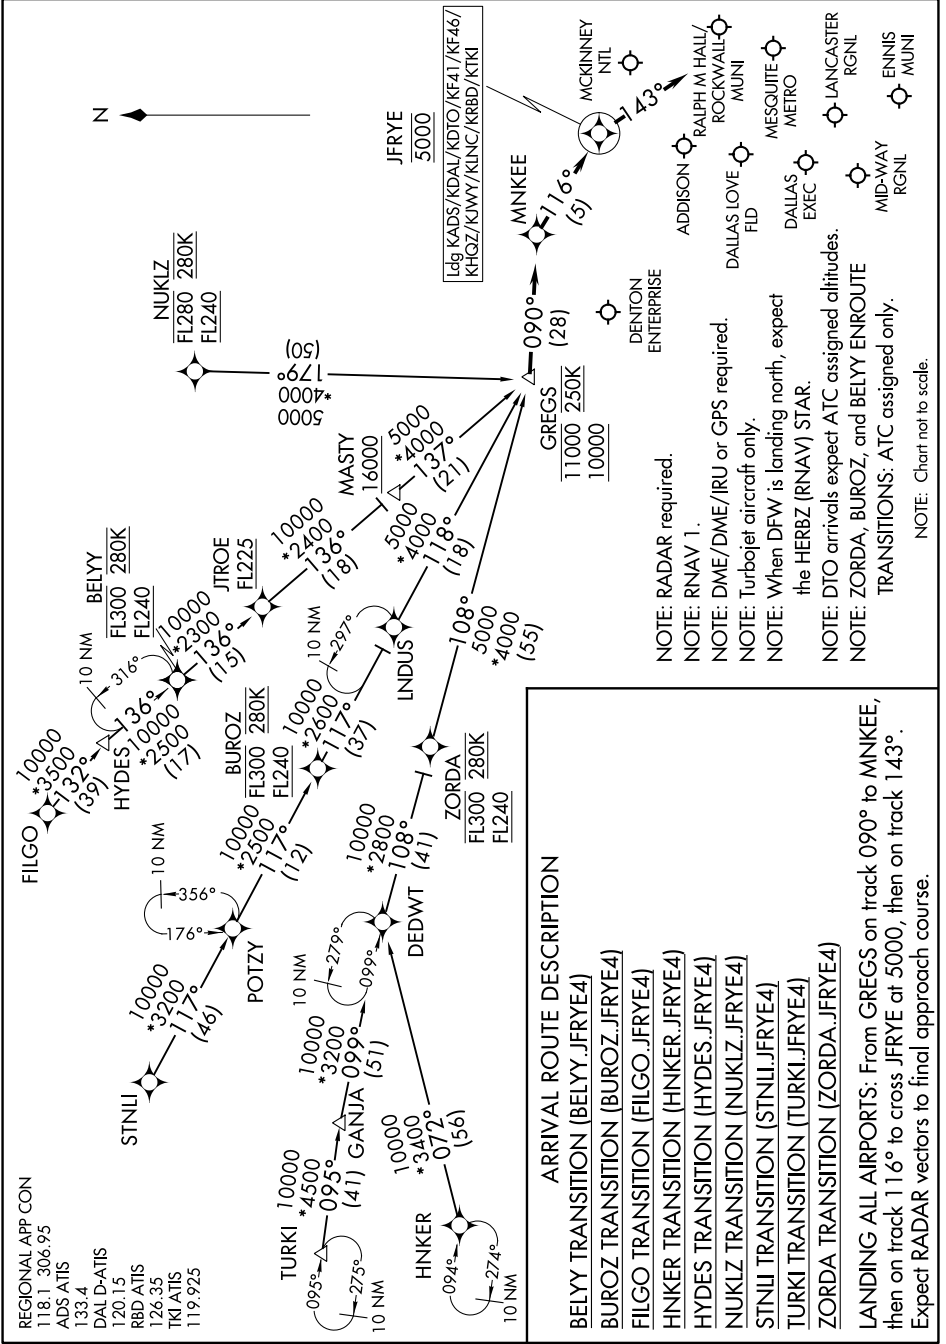 REGIONAL APP CON
118.1 306.95
ADS ATIS
133.4
DAL D-ATIS
120.15
RBD ATIS
126.35
TKI ATIS
119.925
N
FILGO
10000
*3500
132°
(39)
HYDES
10 NM
316°
136°
10000
*2500
(17)
BELYY
FL300 280K
FL240
10000
*2300
136°
(15)
JTROE
FL225
10000
*2400
136°
(18)
MASTY
16000
5000
*4000
137°
(21)
NUKLZ
FL280 280K
FL240
5000
*4000
179°
(50)
STNLI
10000
*3200
117°
(46)
10 NM
356°
176°
POTZY
10000
*2500
117°
(12)
BUROZ
FL300 280K
FL240
10000
*2600
117°
(37)
10 NM
297°
LNDUS
5000
*4000
118°
(18)
TURKI
095°
275°
10 NM
10000
*4500
095°
(41)
GANJA
10000
*3200
099°
(51)
10 NM
279°
099°
DEDWT
HNKER
094°
274°
10 NM
10000
*3400
072°
(56)
10000
*2800
108°
(41)
ZORDA
FL300 280K
FL240
108°
5000
*4000
(55)
GREGS
11000 250K
10000
090°
(28)
MNKEE
116°
(5)
JFRYE
5000
Ldg KADS/KDAL/KDTO/KF41/KF46/
KHQZ/KJWY/KLNC/KRBD/KTKI
143°
MCKINNEY
NTL
RALPH M HALL/
ROCKWALL
MUNI
ADDISON
MESQUITE
METRO
DALLAS LOVE
FLD
LANCASTER
RGNL
DALLAS
EXEC
ENNIS
MUNI
MID-WAY
RGNL
DENTON
ENTERPRISE
NOTE: RADAR required.
NOTE: RNAV 1.
NOTE: DME/DME/IRU or GPS required.
NOTE: Turbojet aircraft only.
NOTE: When DFW is landing north, expect
the HERBZ (RNAV) STAR.
NOTE: DTO arrivals expect ATC assigned altitudes.
NOTE: ZORDA, BUROZ, and BELYY ENROUTE
TRANSITIONS: ATC assigned only.
NOTE: Chart not to scale.
ARRIVAL ROUTE DESCRIPTION
BELYY TRANSITION (BELYY.JFRYE4)
BUROZ TRANSITION (BUROZ.JFRYE4)
FILGO TRANSITION (FILGO.JFRYE4)
HNKER TRANSITION (HNKER.JFRYE4)
HYDES TRANSITION (HYDES.JFRYE4)
NUKLZ TRANSITION (NUKLZ.JFRYE4)
STNLI TRANSITION (STNLI.JFRYE4)
TURKI TRANSITION (TURKI.JFRYE4)
ZORDA TRANSITION (ZORDA.JFRYE4)
LANDING ALL AIRPORTS: From GREGS on track 090° to MNKEE,
then on track 116° to cross JFRYE at 5000, then on track 143°.
Expect RADAR vectors to final approach course.